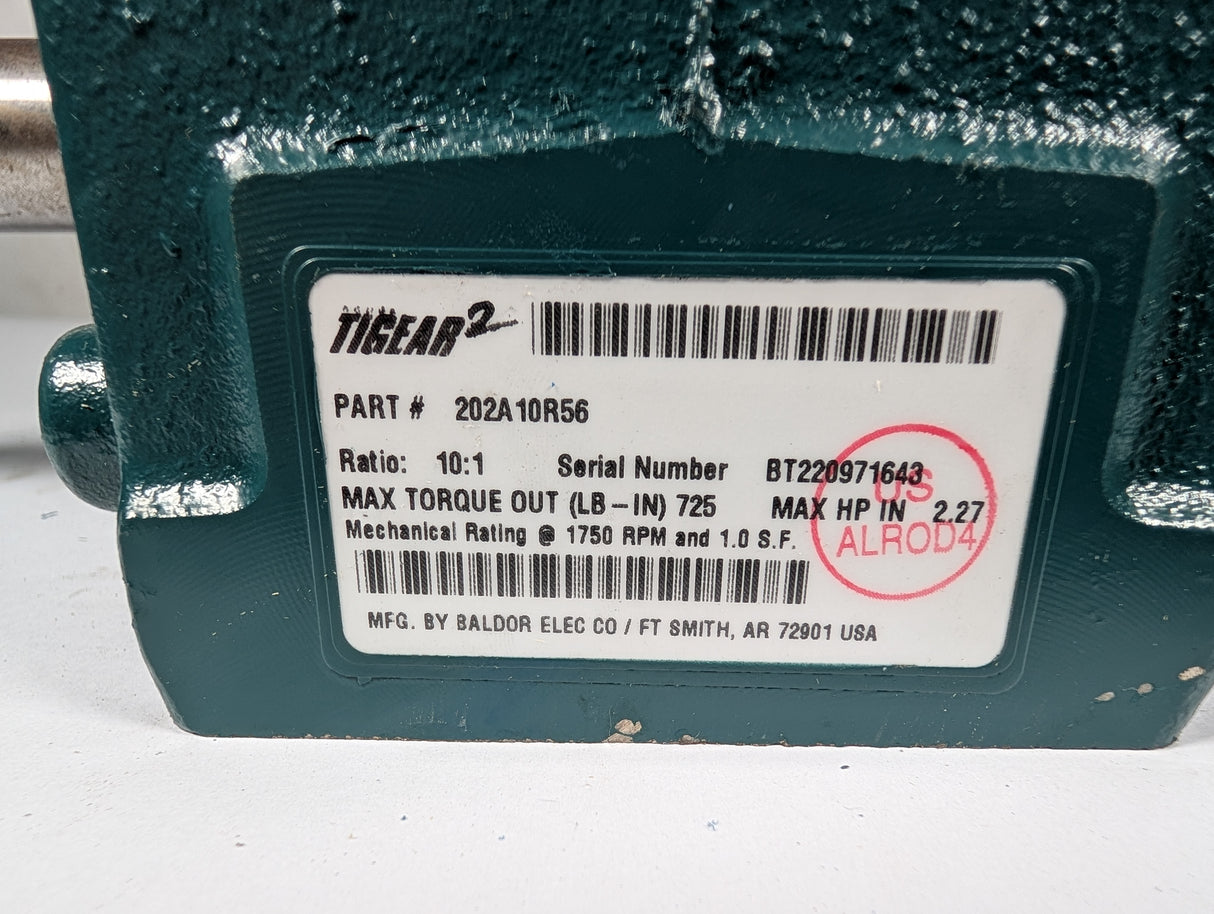 TIGEAR2
PART # 202A10R56
Ratio: 10:1 Serial Number BT220971643
MAX TORQUE OUT (LB-IN) 725 MAX HP IN 2.27
Mechanical Rating @ 1750 RPM and 1.0 S.F.
MFG. BY BALDOR ELEC CO / FT SMITH, AR 72901 USA
US
ALROD4